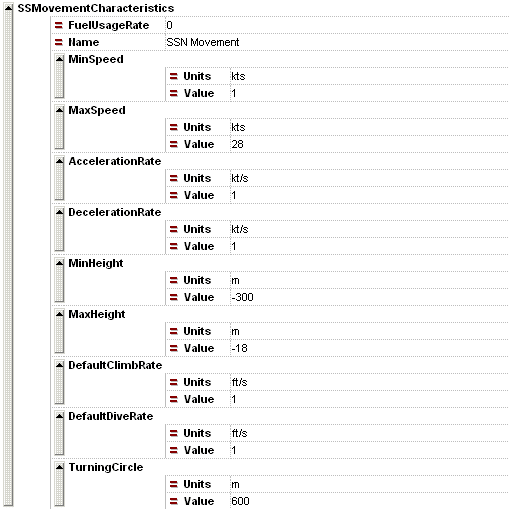 SSMovementCharacteristics
= FuelUsageRate 0
= Name SSN Movement
MinSpeed
= Units kts
= Value 1
MaxSpeed
= Units kts
= Value 28
AccelerationRate
= Units kt/s
= Value 1
DecelerationRate
= Units kt/s
= Value 1
MinHeight
= Units m
= Value -300
MaxHeight
= Units m
= Value -18
DefaultClimbRate
= Units ft/s
= Value 1
DefaultDiveRate
= Units ft/s
= Value 1
TurningCircle
= Units m
= Value 600